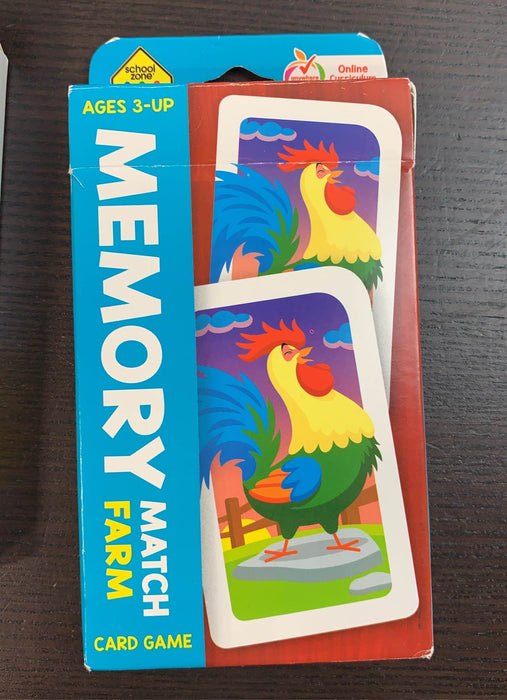 school
zone
Online
Curriculum
AGES 3-UP
MEMORY
MATCH
FARM
CARD GAME